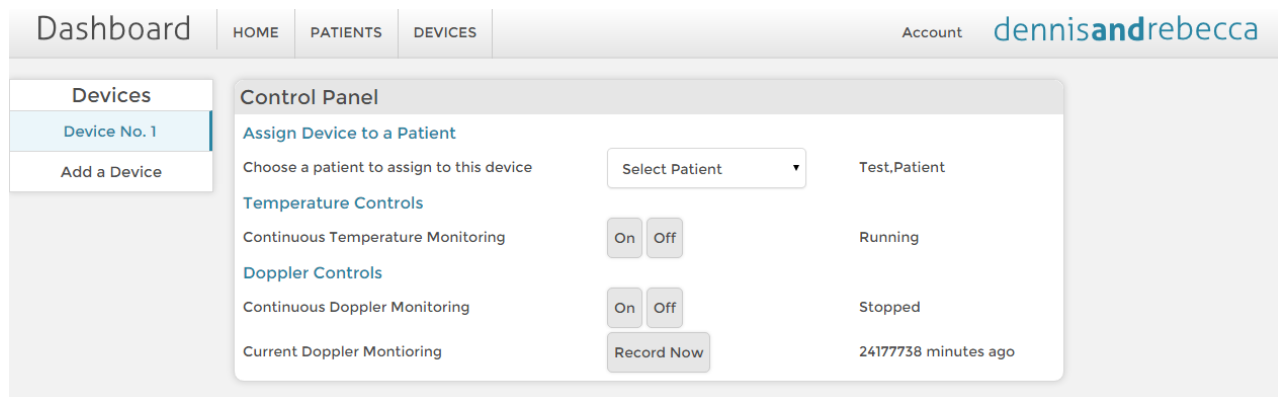 Dashboard HOME PATIENTS DEVICES Account dennisandrebecca
Devices
Device No. 1
Add a Device
Control Panel
Assign Device to a Patient
Choose a patient to assign to this device Select Patient Test,Patient
Temperature Controls
Continuous Temperature Monitoring On Off Running
Doppler Controls
Continuous Doppler Monitoring On Off Stopped
Current Doppler Montioring Record Now 24177738 minutes ago